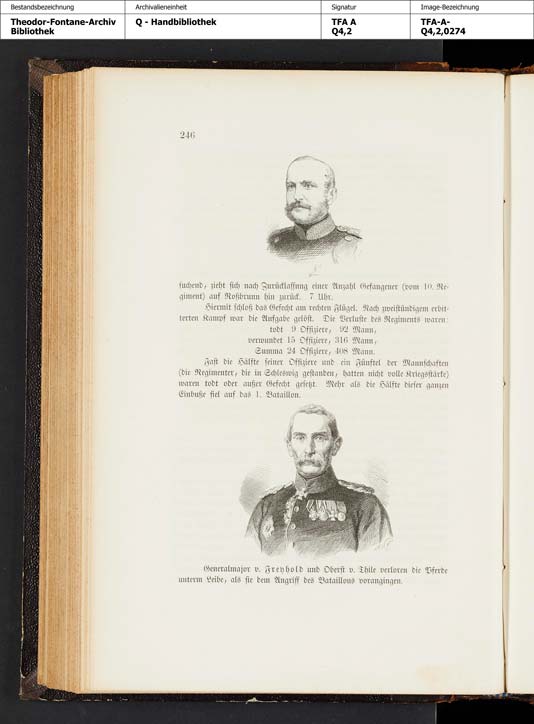 Bestandsbezeichnung
Archivalieneinheit
Signatur
Image-Bezeichnung
Theodor-Fontane-Archiv
Bibliothek
Q - Handbibliothek
TFA A
Q4,2
TFA-A-
Q4,2,0274
246
suchend, zieht sich nach Zurücklassung einer Anzahl Gefangener (vom 10. Re-
giment) auf Roßbrunn hin zurück. 7 Uhr.
Hiermit schloß das Gefecht am rechten Flügel. Nach zweistündigem erbit-
terten Kampf war die Aufgabe gelöst. Die Verluste des Regiments waren:
todt 9 Offiziere, 92 Mann,
verwundet 15 Offiziere, 316 Mann,
Summa 24 Offiziere, 408 Mann.
Fast die Hälfte seiner Offiziere und ein Fünftel der Mannschaften
(die Regimenter, die in Schleswig gestanden, hatten nicht volle Kriegsstärke)
waren todt oder außer Gefecht gesetzt. Mehr als die Hälfte dieser ganzen
Einbuße fiel auf das 1. Bataillon.
Generalmajor v. Freyhold und Oberst v. Thile verloren die Pferde
unterm Leibe, als sie dem Angriff des Bataillons vorangingen.